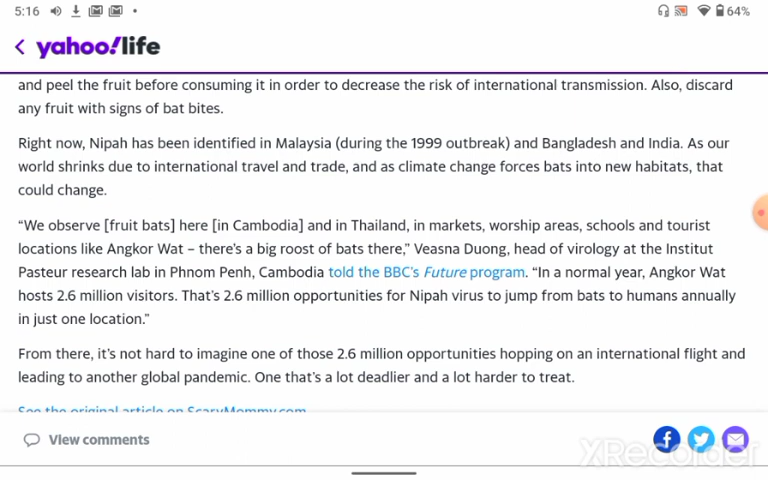 5:16
64%
yahoo!life
and peel the fruit before consuming it in order to decrease the risk of international transmission. Also, discard
any fruit with signs of bat bites.
Right now, Nipah has been identified in Malaysia (during the 1999 outbreak) and Bangladesh and India. As our
world shrinks due to international travel and trade, and as climate change forces bats into new habitats, that
could change.
“We observe [fruit bats] here [in Cambodia] and in Thailand, in markets, worship areas, schools and tourist
locations like Angkor Wat – there’s a big roost of bats there,” Veasna Duong, head of virology at the Institut
Pasteur research lab in Phnom Penh, Cambodia told the BBC’s Future program. “In a normal year, Angkor Wat
hosts 2.6 million visitors. That’s 2.6 million opportunities for Nipah virus to jump from bats to humans annually
in just one location.”
From there, it’s not hard to imagine one of those 2.6 million opportunities hopping on an international flight and
leading to another global pandemic. One that’s a lot deadlier and a lot harder to treat.
See the original article on ScaryMommy.com
View comments
XRecorder